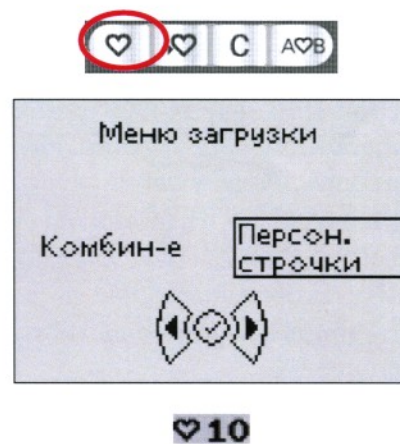 ♡ ♡ C A♡B
Меню загрузки
Комбин-е
Персон.
строчки
♡10